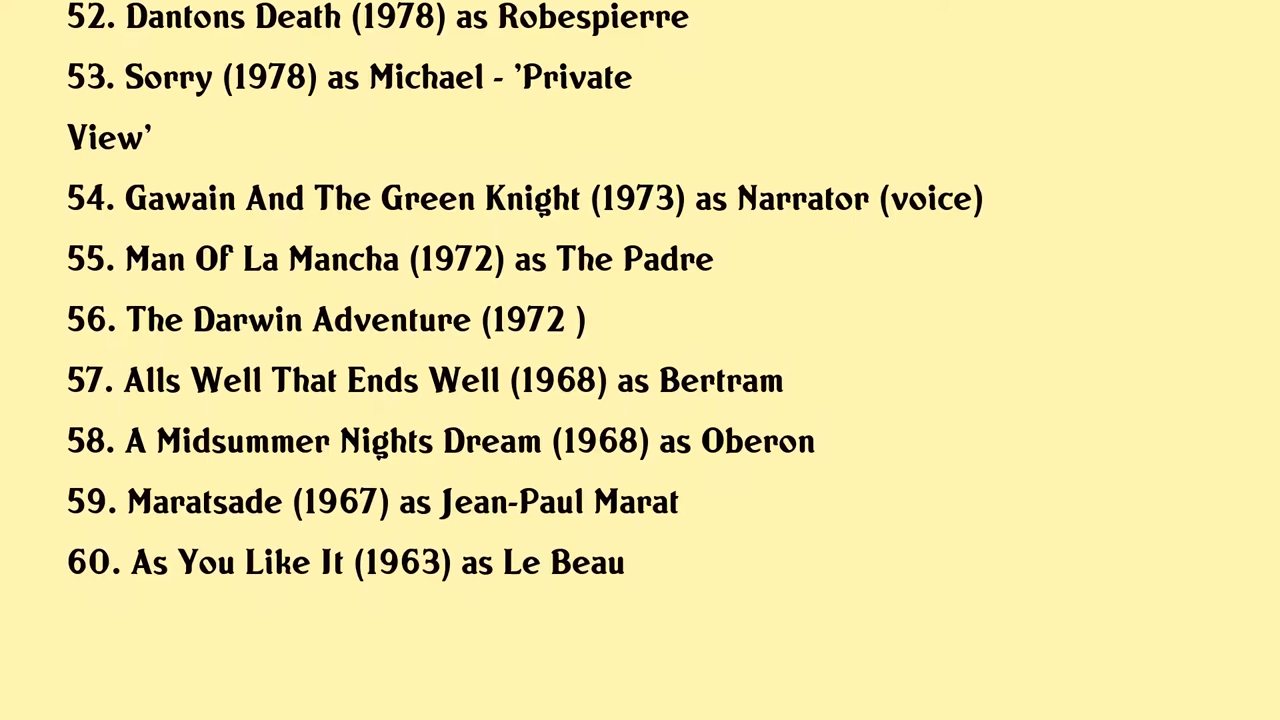 52. Dantons Death (1978) as Robespierre
53. Sorry (1978) as Michael - 'Private
View'
54. Gawain And The Green Knight (1973) as Narrator (voice)
55. Man Of La Mancha (1972) as The Padre
56. The Darwin Adventure (1972 )
57. Alls Well That Ends Well (1968) as Bertram
58. A Midsummer Nights Dream (1968) as Oberon
59. Maratsade (1967) as Jean-Paul Marat
60. As You Like It (1963) as Le Beau